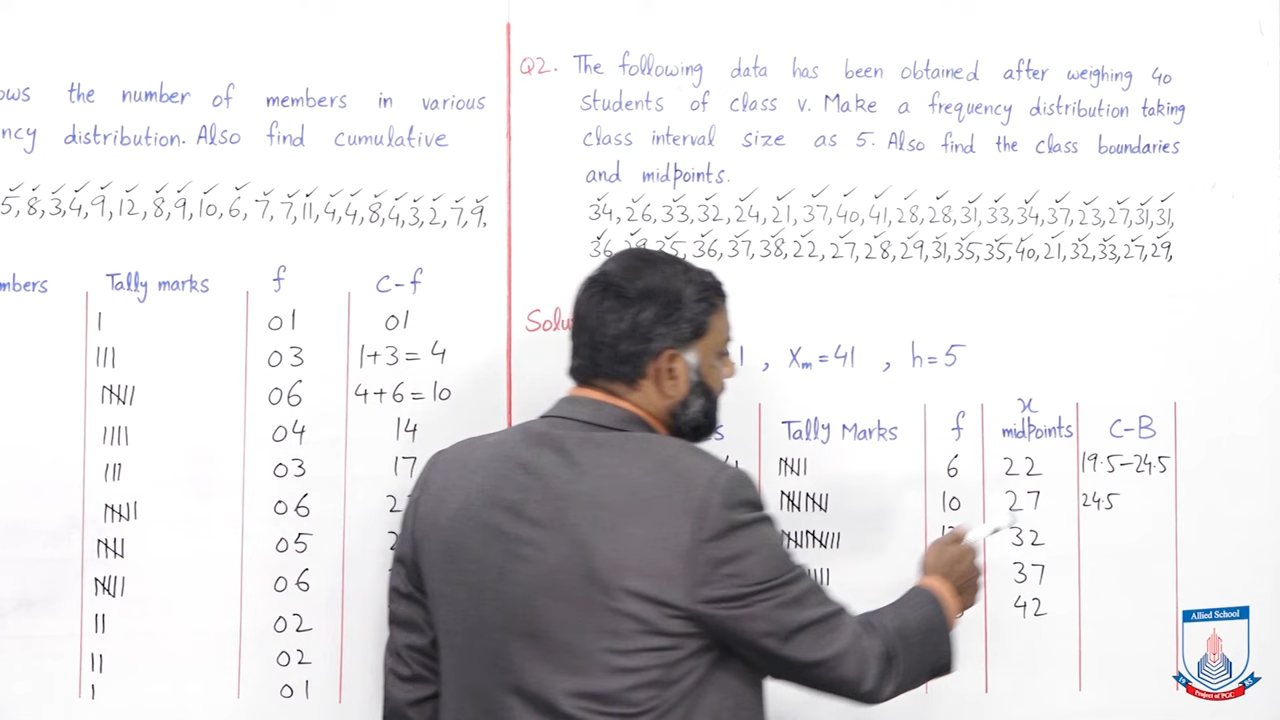 ows the number of members in various
ncy distribution. Also find cumulative
5, 8, 3, 4, 9, 12, 8, 9, 10, 6, 7, 7, 11, 4, 4, 8, 4, 3, 2, 7, 9,
mbers Tally marks f c-f
01 01
03 1+3=4
06 4+6=10
04 14
03 17
06
05
06
02
02
01
Q2. The following data has been obtained after weighing 40
students of class v. Make a frequency distribution taking
class interval size as 5. Also find the class boundaries
and midpoints.
34, 26, 33, 32, 24, 21, 37, 40, 41, 28, 28, 31, 33, 34, 37, 23, 27, 31, 31,
36, 29, 35, 36, 37, 38, 22, 27, 28, 29, 31, 35, 35, 40, 21, 32, 33, 27, 29,
Xm=41 , h=5
Tally Marks f x midpoints C-B
6 22 19.5-24.5
10 27 24.5
32
37
42
Allied School
1985
Project of PGC